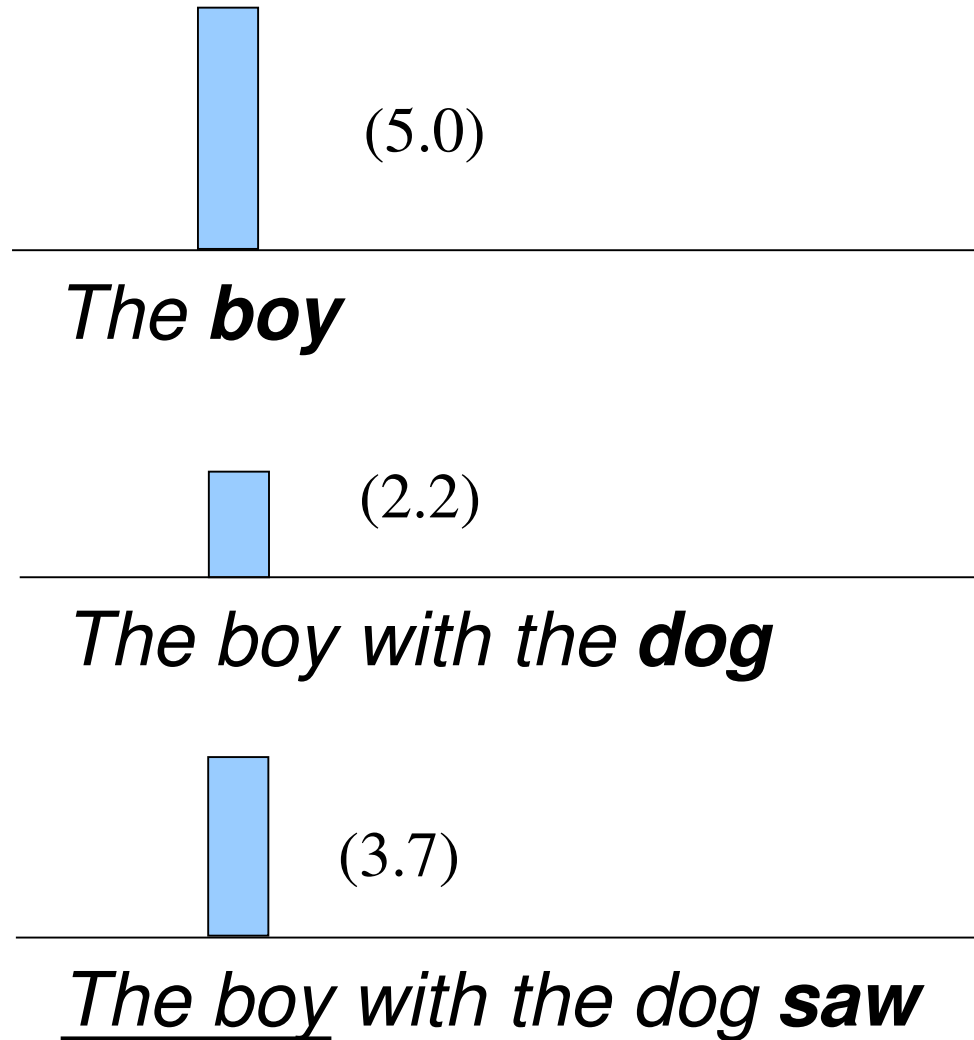 (5.0)
The boy
(2.2)
The boy with the dog
(3.7)
The boy with the dog saw